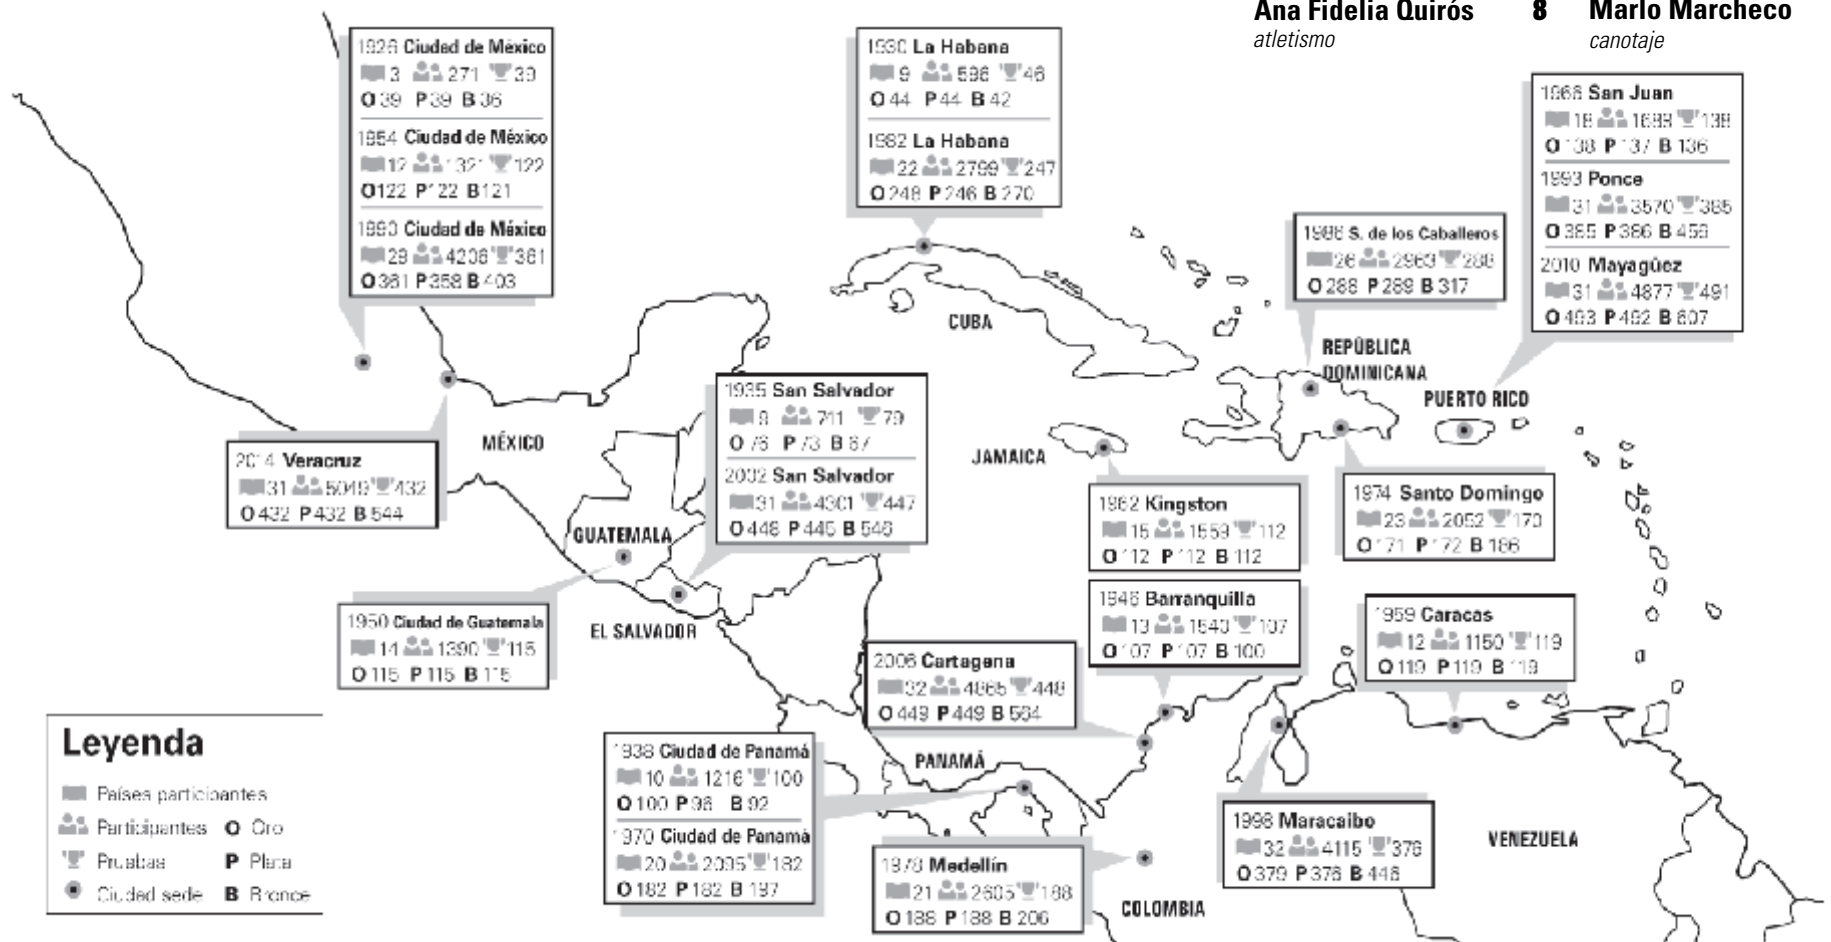 Ana Fidelia Quirós 8 Marlo Marcheco
atletismo canotaje
1926 Ciudad de México
3 271 39
O 39 P 39 B 36
1954 Ciudad de México
12 1321 122
O 122 P 122 B 121
1990 Ciudad de México
29 4206 361
O 361 P 358 B 403
1930 La Habana
9 596 46
O 44 P 44 B 42
1982 La Habana
22 2799 247
O 248 P 246 B 270
1966 San Juan
18 1689 138
O 138 P 137 B 136
1993 Ponce
31 3570 385
O 385 P 386 B 456
2010 Mayagüez
31 4877 491
O 493 P 492 B 607
1986 S. de los Caballeros
26 2963 288
O 288 P 289 B 317
CUBA
REPÚBLICA
DOMINICANA
PUERTO RICO
MÉXICO
JAMAICA
1935 San Salvador
9 741 79
O 76 P 73 B 67
2002 San Salvador
31 4301 447
O 448 P 445 B 546
2014 Veracruz
31 5049 432
O 432 P 432 B 544
GUATEMALA
1962 Kingston
15 1559 112
O 112 P 112 B 112
1974 Santo Domingo
23 2052 170
O 171 P 172 B 186
1946 Barranquilla
13 1540 107
O 107 P 107 B 100
1959 Caracas
12 1150 119
O 119 P 119 B 119
1950 Ciudad de Guatemala
14 1390 115
O 115 P 115 B 115
EL SALVADOR
2006 Cartagena
32 4865 448
O 449 P 449 B 564
PANAMÁ
1938 Ciudad de Panamá
10 1216 100
O 100 P 96 B 92
1970 Ciudad de Panamá
20 2095 182
O 182 P 182 B 197
1978 Medellín
21 2605 188
O 188 P 188 B 206
1998 Maracaibo
32 4115 376
O 379 P 376 B 446
VENEZUELA
COLOMBIA
Leyenda
Países participantes
Participantes O Oro
Pruebas P Plata
Ciudad sede B Bronce